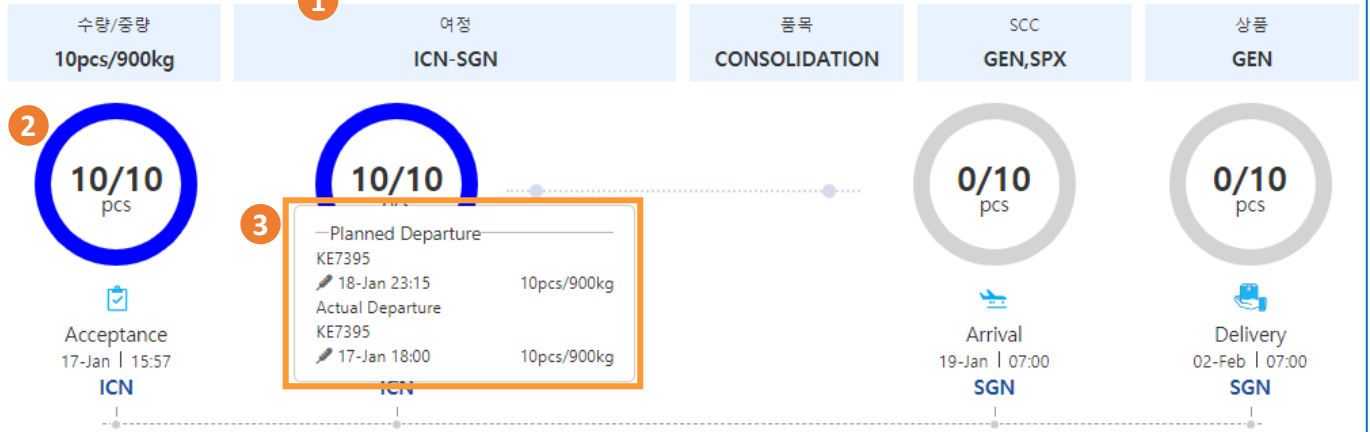 1
수량/중량
10pcs/900kg
여정
ICN-SGN
품목
CONSOLIDATION
SCC
GEN,SPX
상품
GEN
2
10/10
pcs
10/10
0/10
pcs
0/10
pcs
3
Planned Departure
KE7395
18-Jan 23:15 10pcs/900kg
Actual Departure
KE7395
17-Jan 18:00 10pcs/900kg
Acceptance
17-Jan | 15:57
ICN
ICN
Arrival
19-Jan | 07:00
SGN
Delivery
02-Feb | 07:00
SGN